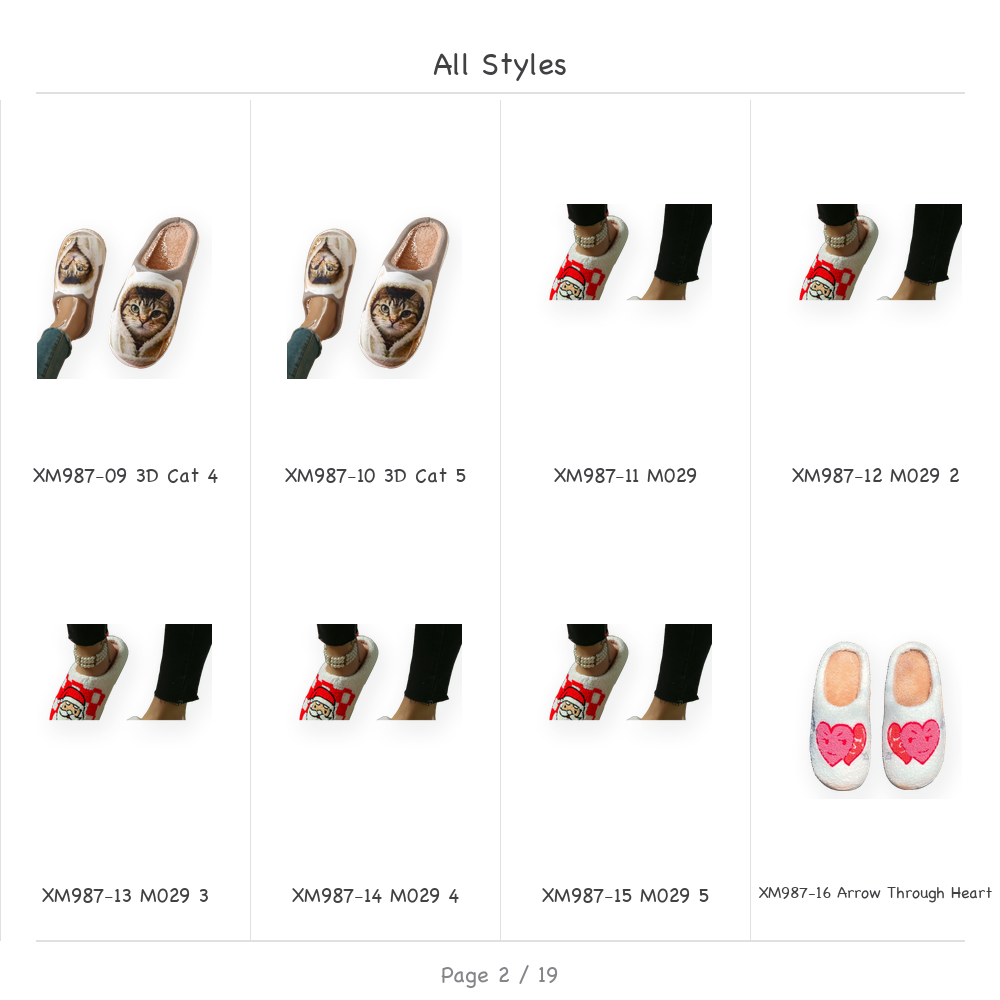 All Styles
XM987-09 3D Cat 4
XM987-10 3D Cat 5
XM987-11 M029
XM987-12 M029 2
XM987-13 M029 3
XM987-14 M029 4
XM987-15 M029 5
XM987-16 Arrow Through Heart
Page 2 / 19